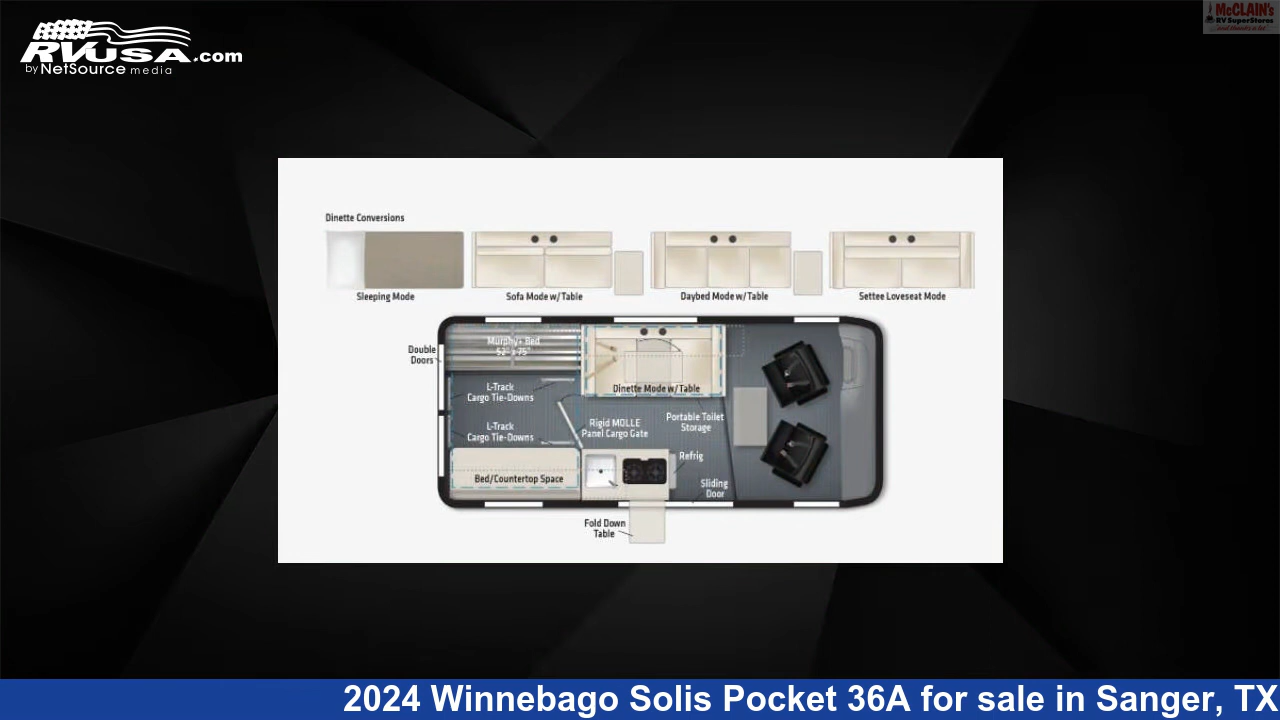 RVUSA.com
by NetSource media
McCLAIN's
RV SuperStores
Dinette Conversions
Sleeping Mode
Sofa Mode w/Table
Daybed Mode w/Table
Settee Loveseat Mode
Double
Doors
Murphy+ Bed
52" x 75"
Dinette Mode w/Table
L-Track
Cargo Tie-Downs
L-Track
Cargo Tie-Downs
Rigid MOLLE
Panel Cargo Gate
Portable Toilet
Storage
Refrig
Bed/Countertop Space
Sliding
Door
Fold Down
Table
2024 Winnebago Solis Pocket 36A for sale in Sanger, TX